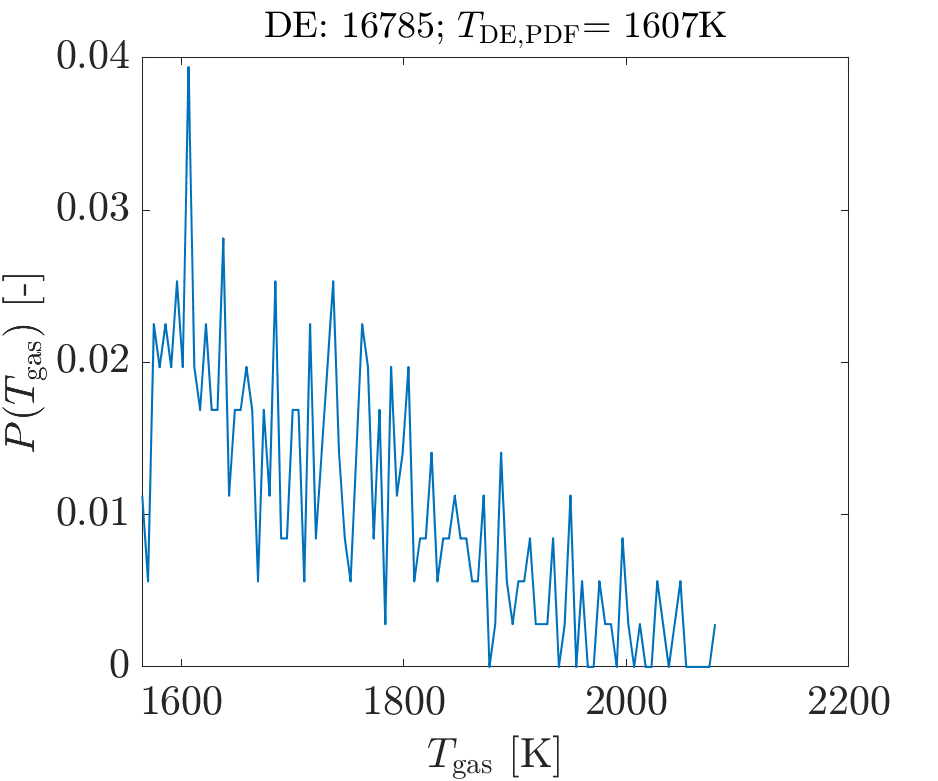 DE: 16785; T_DE,PDF= 1607K
0.04
0.03
0.02
0.01
0
P(T_gas) [-]
1600 1800 2000 2200
T_gas [K]